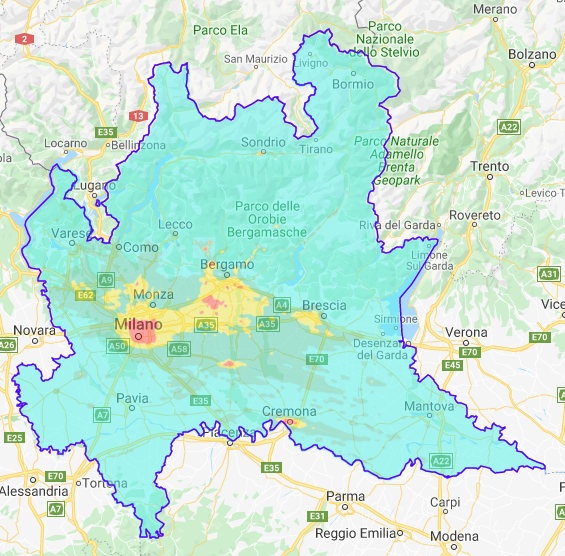 Merano
2
Parco Ela
Parco
Nazionale
dello Stelvio
San Maurizio
Livigno
Bolzano
Bormio
13
A22
E35
Locarno
Bellinzona
Sondrio
Tirano
Parco Naturale
Adamello
Brenta
Geopark
Trento
Lugano
Levico T
Parco delle
Orobie
Bergamasche
Rovereto
Riva del Garda
Lecco
Varese
Como
Limone
Sul Garda
Bergamo
A9
A31
E62
Monza
A4
Brescia
Vice
Sirmione
Milano
A35
A35
Novara
Verona
E70
A26
A50
A58
Desenzano
del Garda
E70
E70
E45
Pavia
E35
Mantova
A7
Cremona
E25
Piacenza
A22
E70
E35
Tortona
Alessandria
Parma
A7
Carpi
E31
Reggio Emilia
Modena